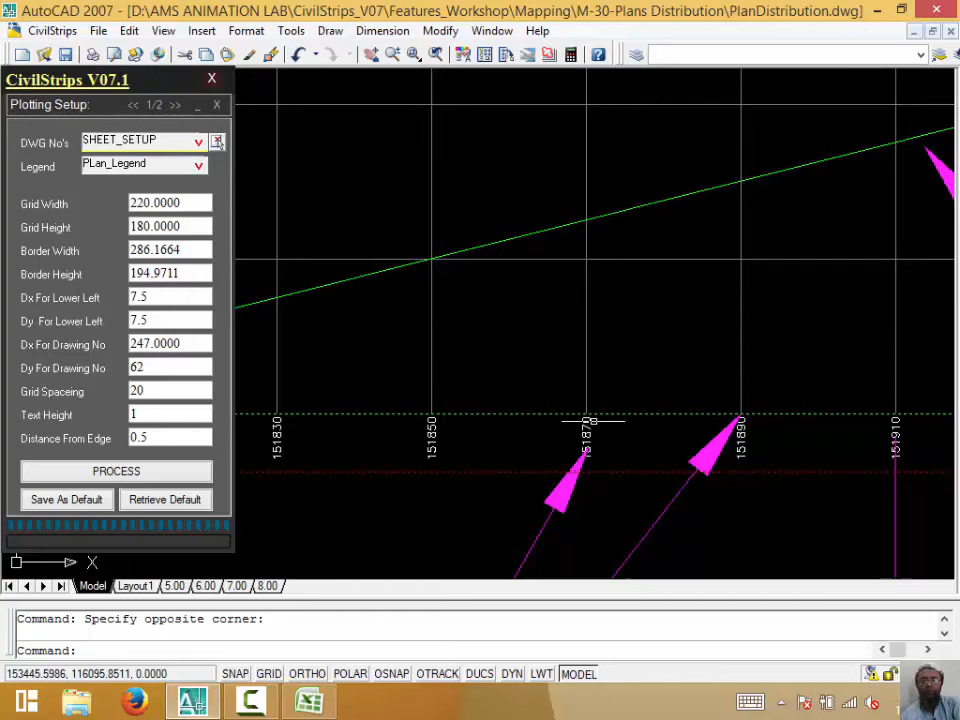 AutoCAD 2007 - [D:\AMS ANIMATION LAB\CivilStrips_V07\Features_Workshop\Mapping\M-30-Plans Distribution\PlanDistribution.dwg]
CivilStrips File Edit View Insert Format Tools Draw Dimension Modify Window Help
CivilStrips V07.1 X
Plotting Setup: << 1/2 >> _ X
DWG No's SHEET_SETUP v
Legend PLan_Legend v
Grid Width 220.0000
Grid Height 180.0000
Border Width 286.1664
Border Height 194.9711
Dx For Lower Left 7.5
Dy For Lower Left 7.5
Dx For Drawing No 247.0000
Dy For Drawing No 62
Grid Spaceing 20
Text Height 1
Distance From Edge 0.5
PROCESS
Save As Default Retrieve Default
151830 151850 151870 151890 151910
X
Model Layout1 5.00 6.00 7.00 8.00
Command: Specify opposite corner:
Command:
153445.5986, 116095.8511, 0.0000 SNAP GRID ORTHO POLAR OSNAP OTRACK DUCS DYN LWT MODEL